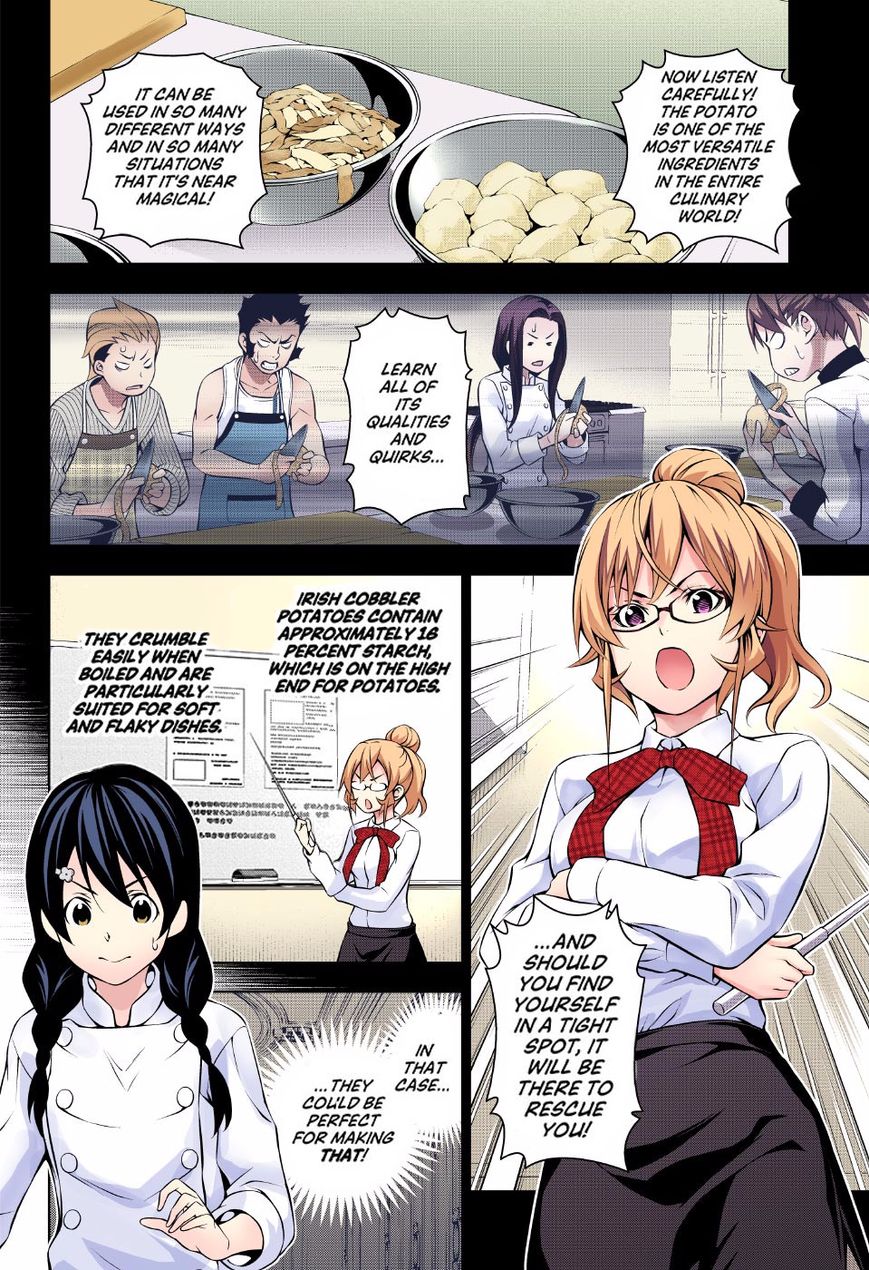 NOW LISTEN
CAREFULLY!
THE POTATO
IS ONE OF THE
MOST VERSATILE
INGREDIENTS
IN THE ENTIRE
CULINARY
WORLD!
IT CAN BE
USED IN SO MANY
DIFFERENT WAYS
AND IN SO MANY
SITUATIONS
THAT IT'S NEAR
MAGICAL!
LEARN
ALL OF
ITS
QUALITIES
AND
QUIRKS...
...AND
SHOULD
YOU FIND
YOURSELF
IN A TIGHT
SPOT, IT
WILL BE
THERE TO
RESCUE
YOU!
IRISH COBBLER
POTATOES CONTAIN
APPROXIMATELY 16
PERCENT STARCH,
WHICH IS ON THE HIGH
END FOR POTATOES.
THEY CRUMBLE
EASILY WHEN
BOILED AND ARE
PARTICULARLY
SUITED FOR SOFT
AND FLAKY DISHES.
IN
THAT
CASE...
...THEY
COULD BE
PERFECT
FOR MAKING
THAT!